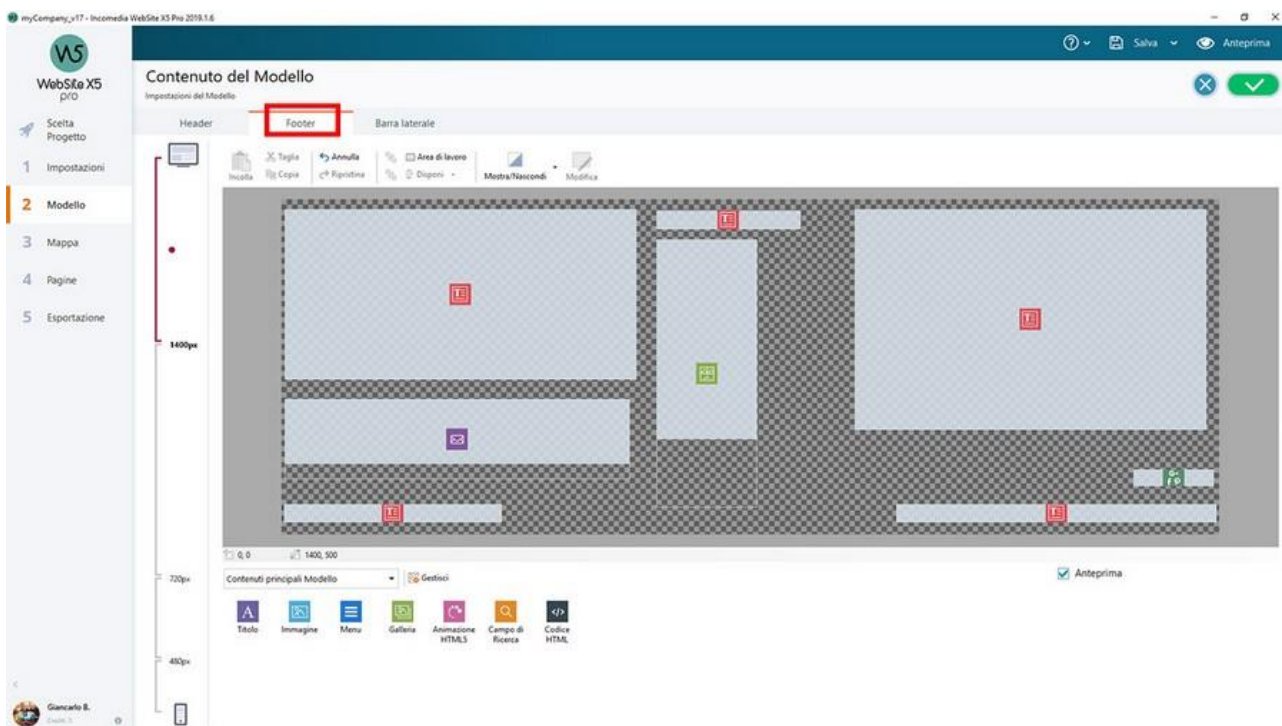 myCompany_v17 - Incomedia WebSite X5 Pro 2019.1.6
W5
WebSite X5
pro
Salva
Anteprima
Contenuto del Modello
Impostazioni del Modello
Scelta
Progetto
1 Impostazioni
2 Modello
3 Mappa
4 Pagine
5 Esportazione
Header
Footer
Barra laterale
Incolla
Taglia
Copia
Annulla
Ripristina
Area di lavoro
Disponi
Mostra/Nascondi
Modifica
1400px
720px
480px
0, 0
1400, 500
Contenuti principali Modello
Gestisci
Anteprima
A
Titolo
Immagine
Menu
Galleria
Animazione
HTML5
Campo di
Ricerca
</>
Codice
HTML
Giancarlo B.